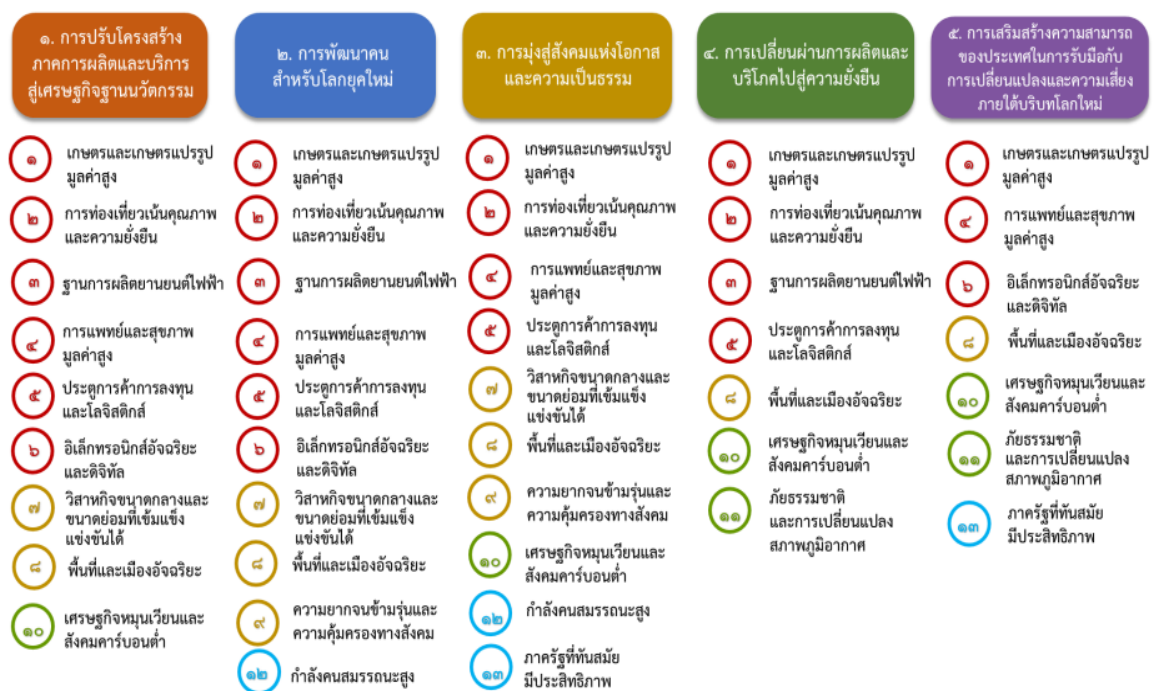 ๑. การปรับโครงสร้าง
ภาคการผลิตและบริการ
สู่เศรษฐกิจฐานนวัตกรรม
๑
เกษตรและเกษตรแปรรูป
มูลค่าสูง
๒
การท่องเที่ยวเน้นคุณภาพ
และความยั่งยืน
๓
ฐานการผลิตยานยนต์ไฟฟ้า
๔
การแพทย์และสุขภาพ
มูลค่าสูง
๕
ประตูการค้าการลงทุน
และโลจิสติกส์
๖
อิเล็กทรอนิกส์อัจฉริยะ
และดิจิทัล
๗
วิสาหกิจขนาดกลางและ
ขนาดย่อมที่เข้มแข็ง
แข่งขันได้
๘
พื้นที่และเมืองอัจฉริยะ
๑๐
เศรษฐกิจหมุนเวียนและ
สังคมคาร์บอนต่ำ
๒. การพัฒนาคน
สำหรับโลกยุคใหม่
๑
เกษตรและเกษตรแปรรูป
มูลค่าสูง
๒
การท่องเที่ยวเน้นคุณภาพ
และความยั่งยืน
๓
ฐานการผลิตยานยนต์ไฟฟ้า
๔
การแพทย์และสุขภาพ
มูลค่าสูง
๕
ประตูการค้าการลงทุน
และโลจิสติกส์
๖
อิเล็กทรอนิกส์อัจฉริยะ
และดิจิทัล
๗
วิสาหกิจขนาดกลางและ
ขนาดย่อมที่เข้มแข็ง
แข่งขันได้
๘
พื้นที่และเมืองอัจฉริยะ
๙
ความยากจนข้ามรุ่นและ
ความคุ้มครองทางสังคม
๑๒
กำลังคนสมรรถนะสูง
๓. การมุ่งสู่สังคมแห่งโอกาส
และความเป็นธรรม
๑
เกษตรและเกษตรแปรรูป
มูลค่าสูง
๒
การท่องเที่ยวเน้นคุณภาพ
และความยั่งยืน
๔
การแพทย์และสุขภาพ
มูลค่าสูง
๕
ประตูการค้าการลงทุน
และโลจิสติกส์
๗
วิสาหกิจขนาดกลางและ
ขนาดย่อมที่เข้มแข็ง
แข่งขันได้
๘
พื้นที่และเมืองอัจฉริยะ
๙
ความยากจนข้ามรุ่นและ
ความคุ้มครองทางสังคม
๑๐
เศรษฐกิจหมุนเวียนและ
สังคมคาร์บอนต่ำ
๑๒
กำลังคนสมรรถนะสูง
๑๓
ภาครัฐที่ทันสมัย
มีประสิทธิภาพ
๔. การเปลี่ยนผ่านการผลิตและ
บริโภคไปสู่ความยั่งยืน
๑
เกษตรและเกษตรแปรรูป
มูลค่าสูง
๒
การท่องเที่ยวเน้นคุณภาพ
และความยั่งยืน
๓
ฐานการผลิตยานยนต์ไฟฟ้า
๕
ประตูการค้าการลงทุน
และโลจิสติกส์
๘
พื้นที่และเมืองอัจฉริยะ
๑๐
เศรษฐกิจหมุนเวียนและ
สังคมคาร์บอนต่ำ
๑๑
ภัยธรรมชาติ
และการเปลี่ยนแปลง
สภาพภูมิอากาศ
๕. การเสริมสร้างความสามารถ
ของประเทศในการรับมือกับ
การเปลี่ยนแปลงและความเสี่ยง
ภายใต้บริบทโลกใหม่
๑
เกษตรและเกษตรแปรรูป
มูลค่าสูง
๔
การแพทย์และสุขภาพ
มูลค่าสูง
๖
อิเล็กทรอนิกส์อัจฉริยะ
และดิจิทัล
๘
พื้นที่และเมืองอัจฉริยะ
๑๐
เศรษฐกิจหมุนเวียนและ
สังคมคาร์บอนต่ำ
๑๑
ภัยธรรมชาติ
และการเปลี่ยนแปลง
สภาพภูมิอากาศ
๑๓
ภาครัฐที่ทันสมัย
มีประสิทธิภาพ